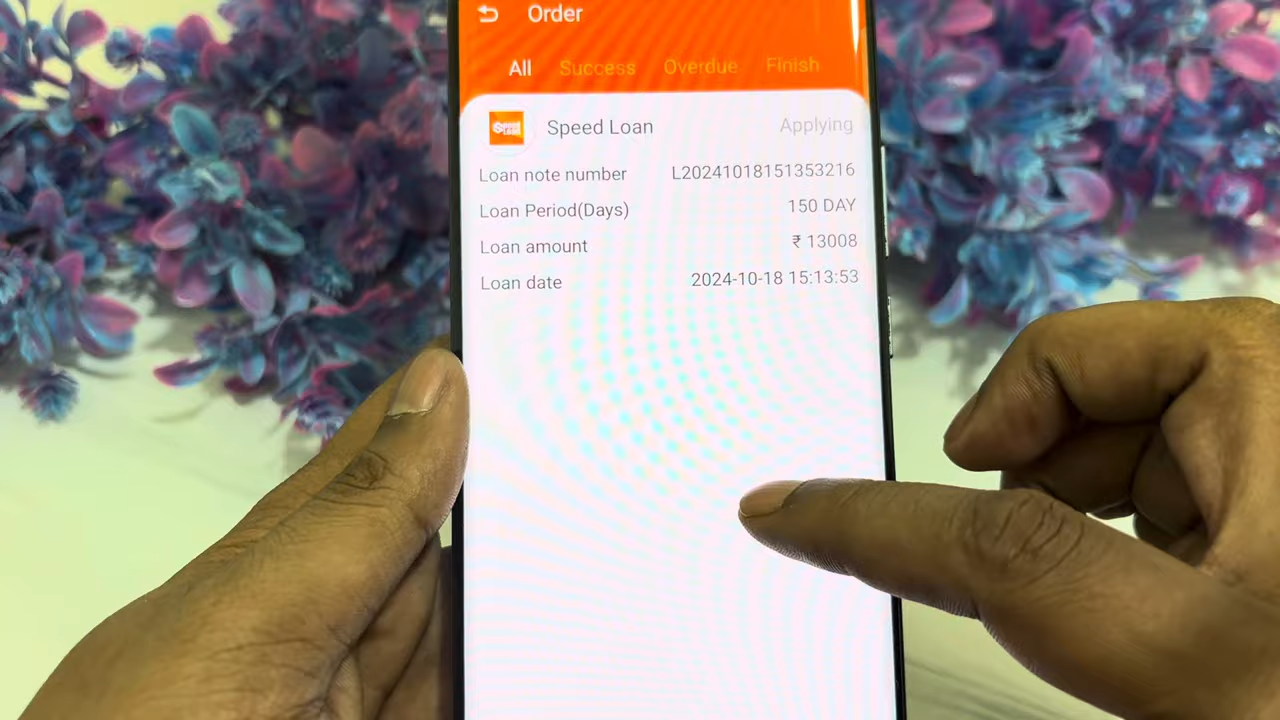 Order
All Success Overdue Finish
Speed Loan Applying
Loan note number L20241018151353216
Loan Period(Days) 150 DAY
Loan amount ₹ 13008
Loan date 2024-10-18 15:13:53